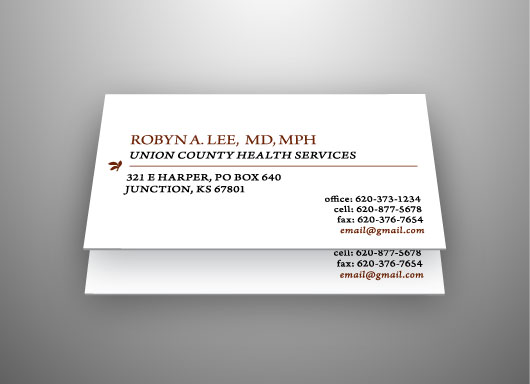 ROBYN A. LEE, MD, MPH
UNION COUNTY HEALTH SERVICES
321 E HARPER, PO BOX 640
JUNCTION, KS 67801
office: 620-373-1234
cell: 620-877-5678
fax: 620-376-7654
email@gmail.com
cell: 620-877-5678
fax: 620-376-7654
email@gmail.com